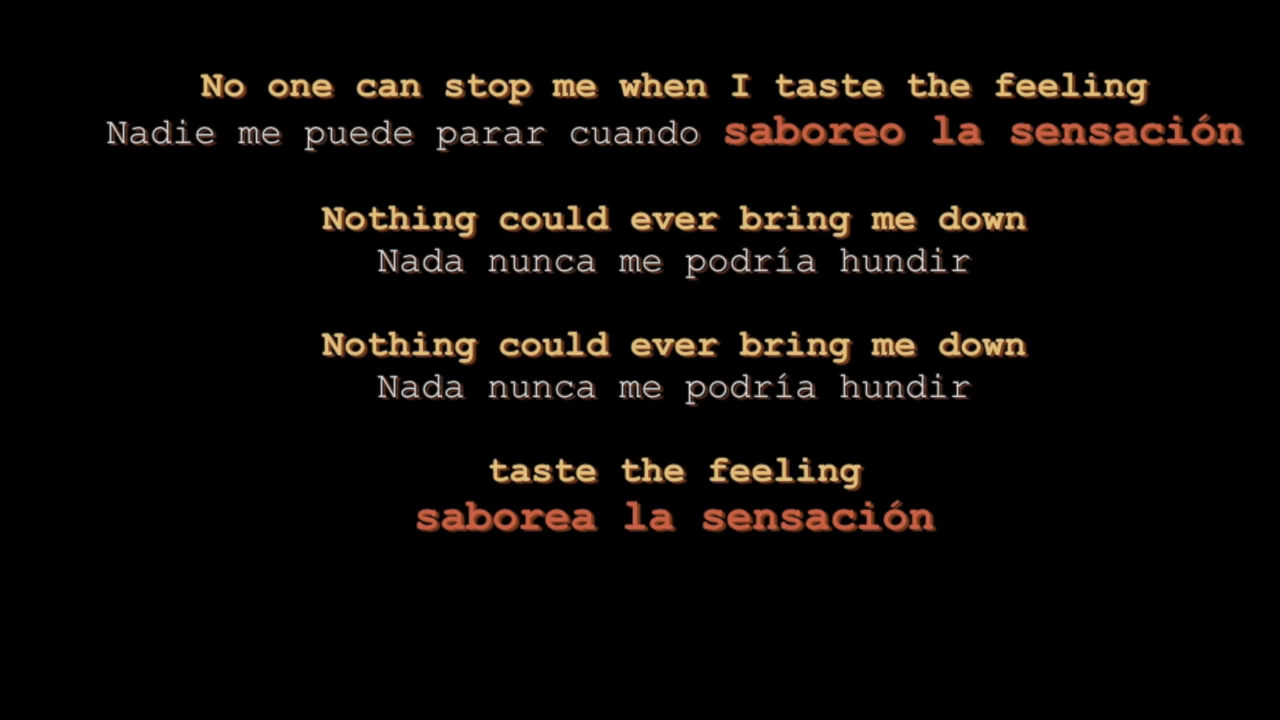 No one can stop me when I taste the feeling
Nadie me puede parar cuando saboreo la sensación
Nothing could ever bring me down
Nada nunca me podría hundir
Nothing could ever bring me down
Nada nunca me podría hundir
taste the feeling
saborea la sensación